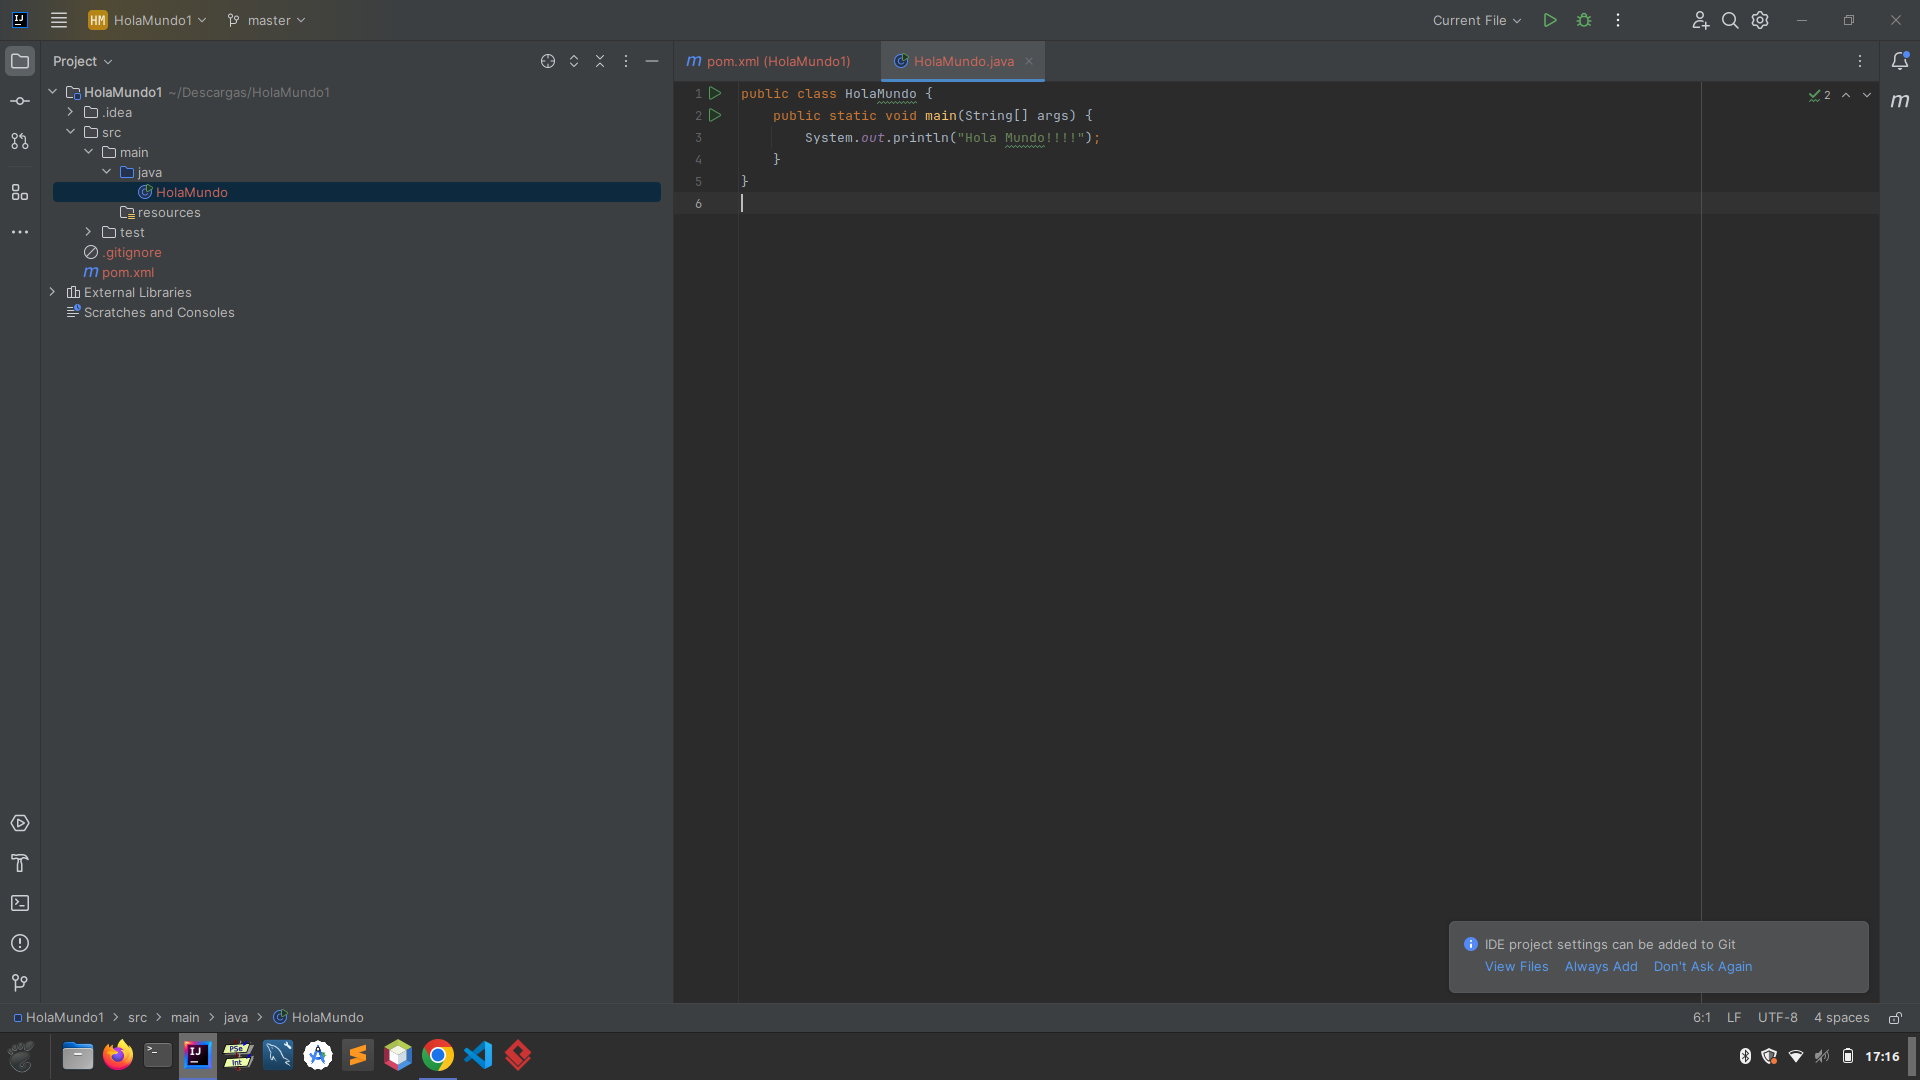 HM HolaMundo1 master Current File
Project
pom.xml (HolaMundo1) HolaMundo.java
HolaMundo1 ~/Descargas/HolaMundo1
.idea
src
main
java
HolaMundo
resources
test
.gitignore
m pom.xml
External Libraries
Scratches and Consoles
1 public class HolaMundo {
2 public static void main(String[] args) {
3 System.out.println("Hola Mundo!!!!");
4 }
5 }
6
2
IDE project settings can be added to Git
View Files Always Add Don't Ask Again
HolaMundo1 > src > main > java > HolaMundo
6:1 LF UTF-8 4 spaces
17:16